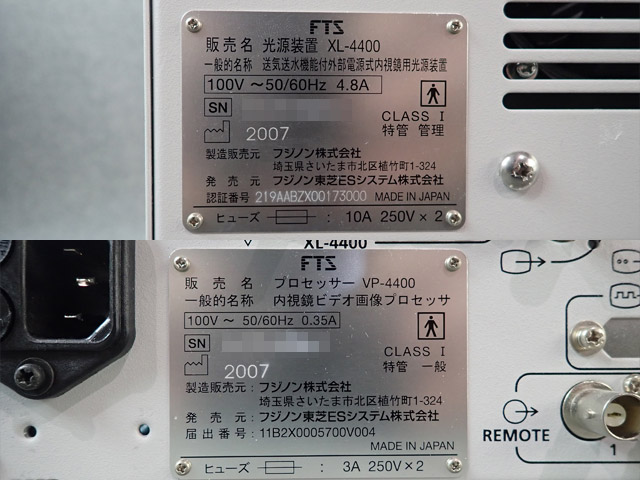 FTS
販売名 光源装置 XL-4400
一般的名称 送気送水機能付外部電源式内視鏡用光源装置
100V ～ 50/60Hz 4.8A
SN
CLASS I
2007
特管 管理
製造販売元 フジノン株式会社
埼玉県さいたま市北区植竹町1-324
発売元 フジノン東芝ESシステム株式会社
認証番号 219AABZX00173000 MADE IN JAPAN
ヒューズ : 10A 250V×2
XL-4400
FTS
販売名 プロセッサー VP-4400
一般的名称 内視鏡ビデオ画像プロセッサ
100V ～ 50/60Hz 0.35A
SN
CLASS I
2007
特管 一般
製造販売元：フジノン株式会社
埼玉県さいたま市北区植竹町1-324
発売元：フジノン東芝ESシステム株式会社
届出番号：11B2X0005700V004
MADE IN JAPAN
ヒューズ : 3A 250V×2
REMOTE
1